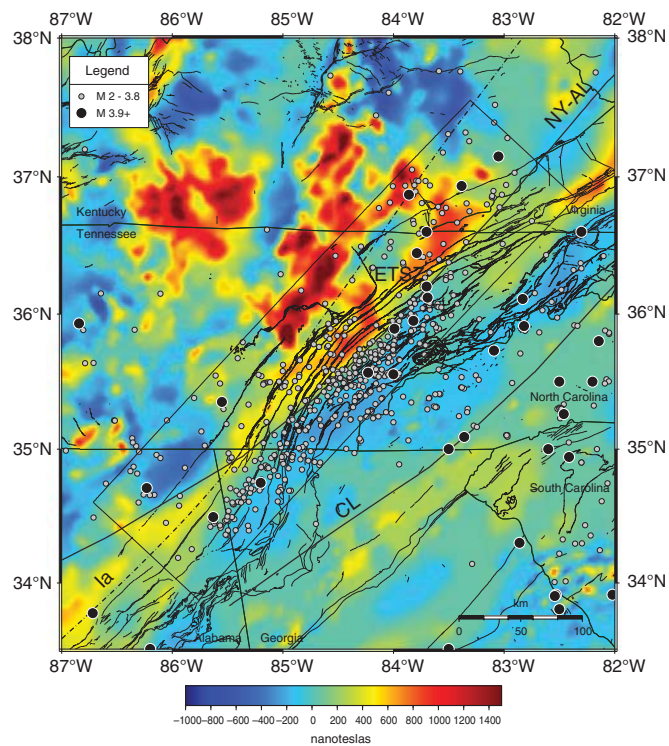 87°W 86°W 85°W 84°W 83°W 82°W
38°N 38°N
Legend
M 2 - 3.8
M 3.9+
NY-AL
37°N 37°N
Kentucky Virginia
Tennessee
ETSZ
36°N 36°N
North Carolina
35°N 35°N
South Carolina
CL
34°N 34°N
Ia
km
0 50 100
Alabama Georgia
87°W 86°W 85°W 84°W 83°W 82°W
−1000−800 −600 −400 −200 0 200 400 600 800 1000 1200 1400
nanoteslas